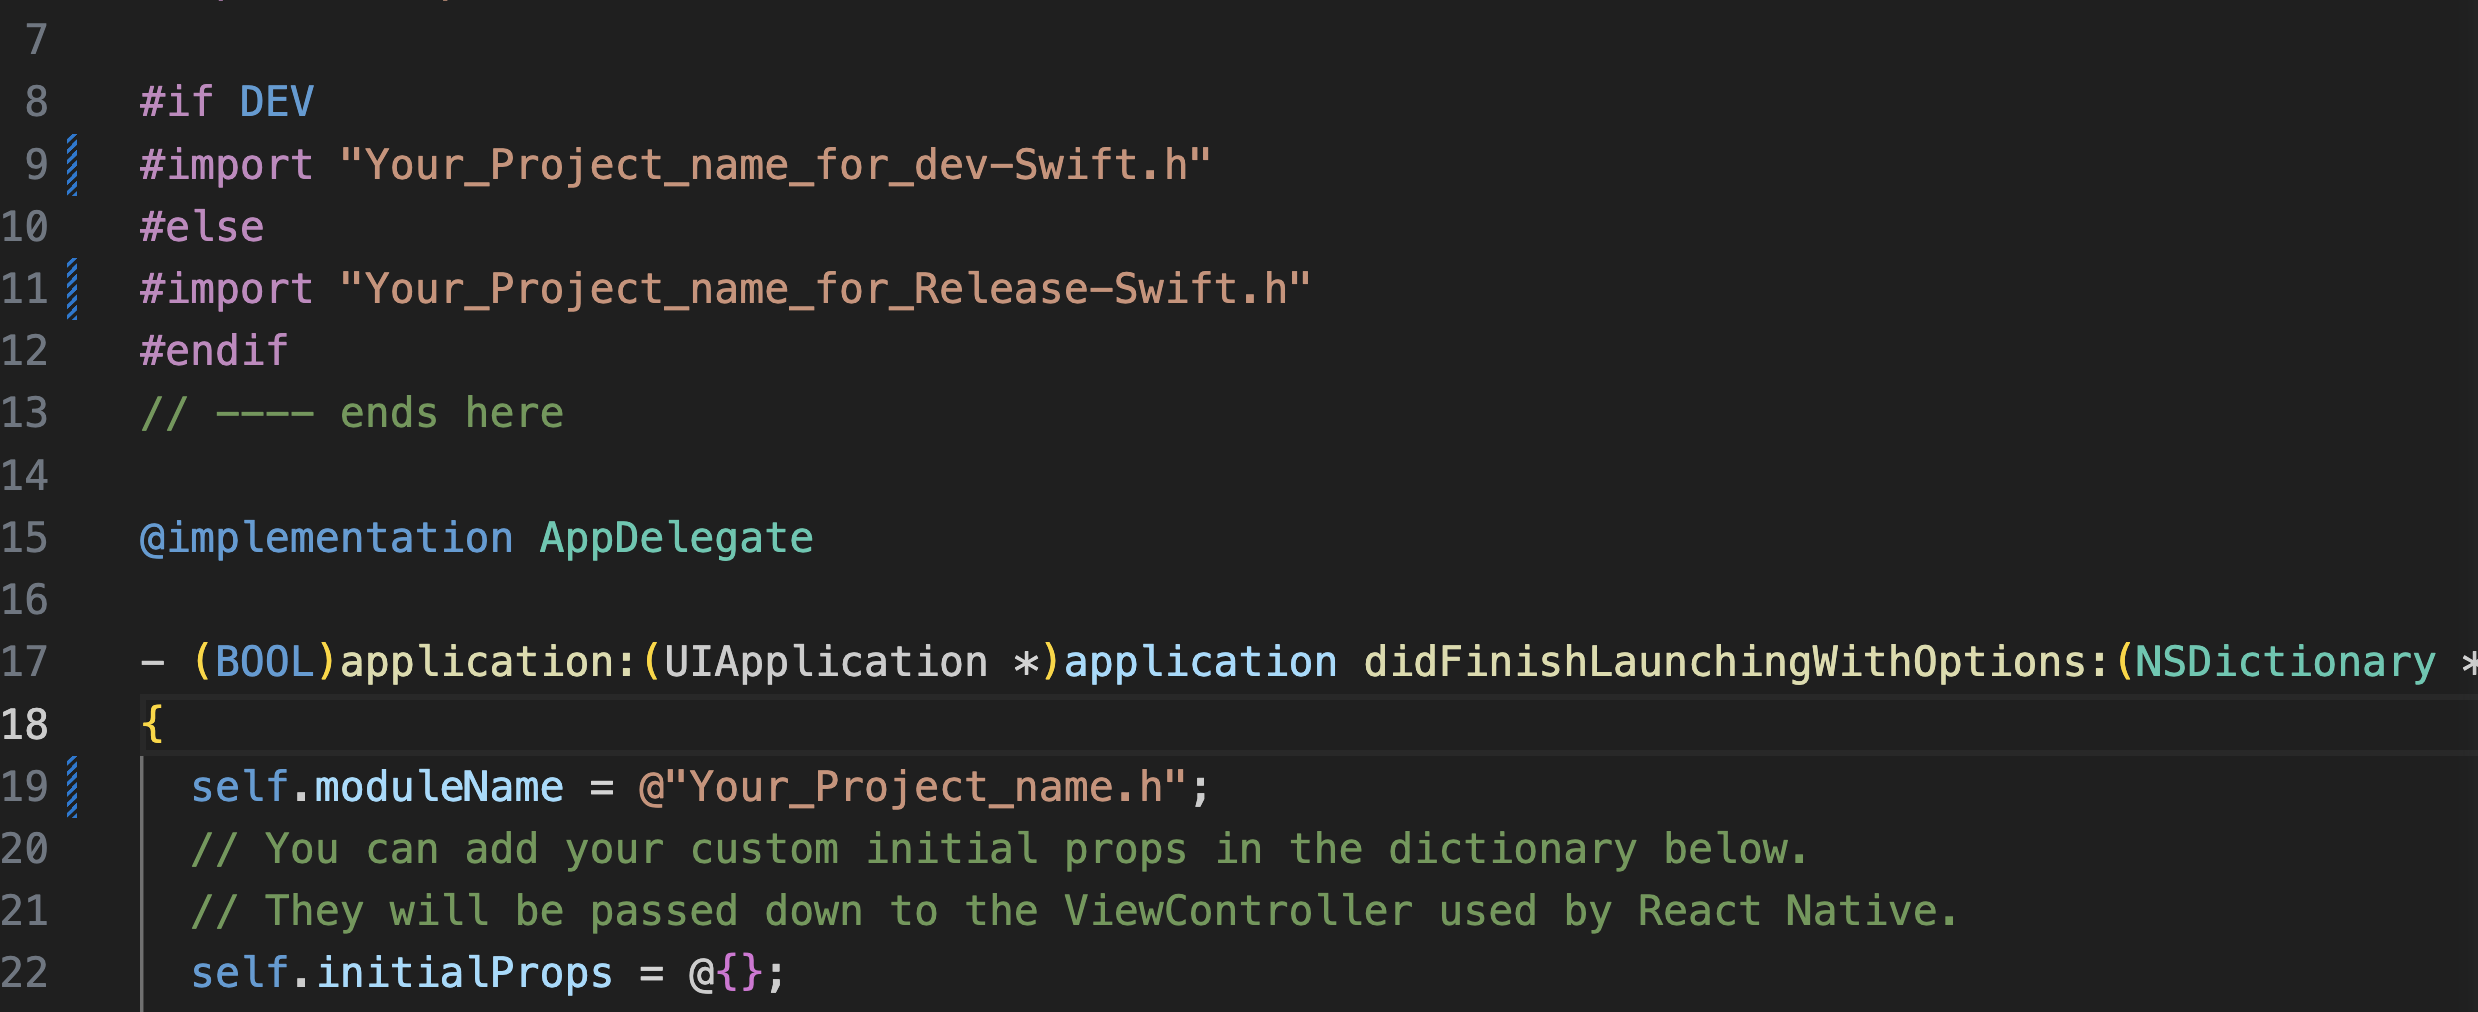 7
8 #if DEV
9 #import "Your_Project_name_for_dev-Swift.h"
10 #else
11 #import "Your_Project_name_for_Release-Swift.h"
12 #endif
13 // ---- ends here
14
15 @implementation AppDelegate
16
17 - (BOOL)application:(UIApplication *)application didFinishLaunchingWithOptions:(NSDictionary *
18 {
19 self.moduleName = @"Your_Project_name.h";
20 // You can add your custom initial props in the dictionary below.
21 // They will be passed down to the ViewController used by React Native.
22 self.initialProps = @{};